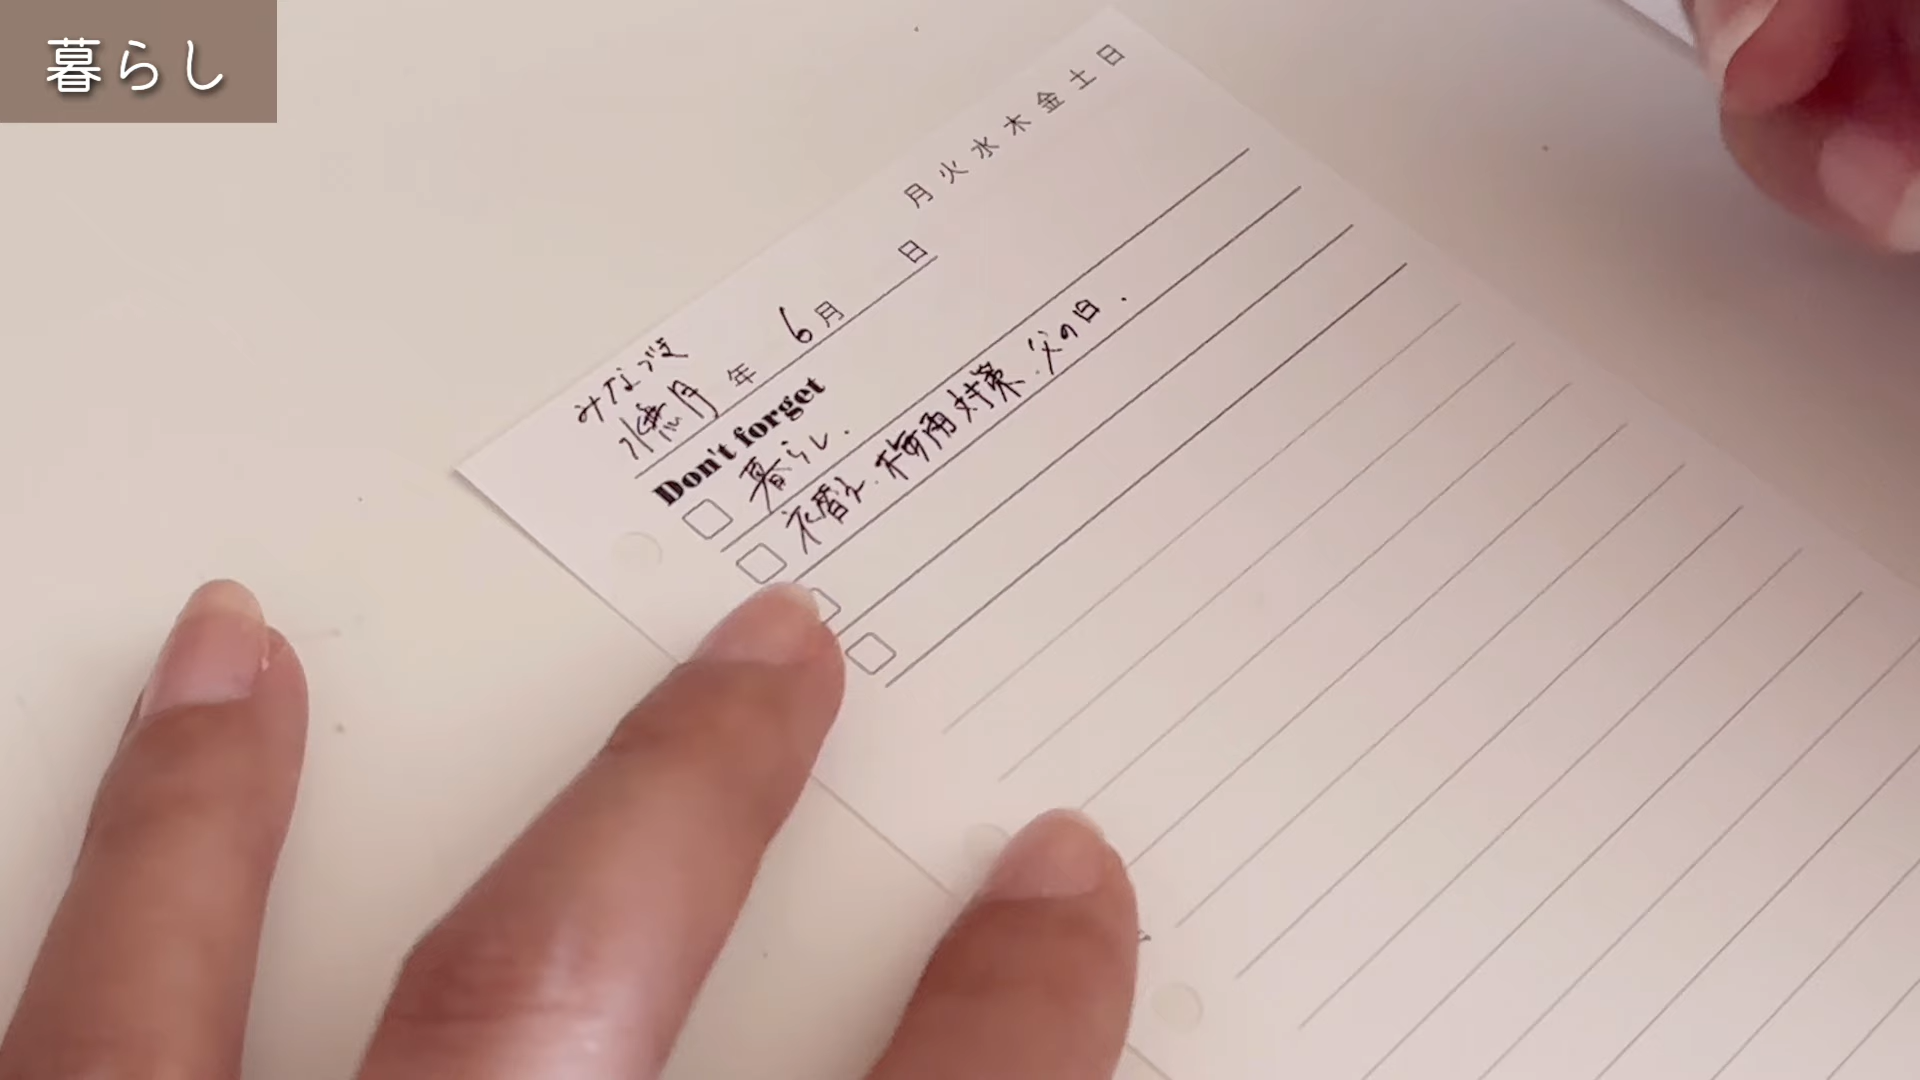 暮らし
月 火 水 木 金 土 日
みなづき
水無月 年 6月 日
Don't forget
暮らし.
衣替え. 梅雨対策. 父の日.